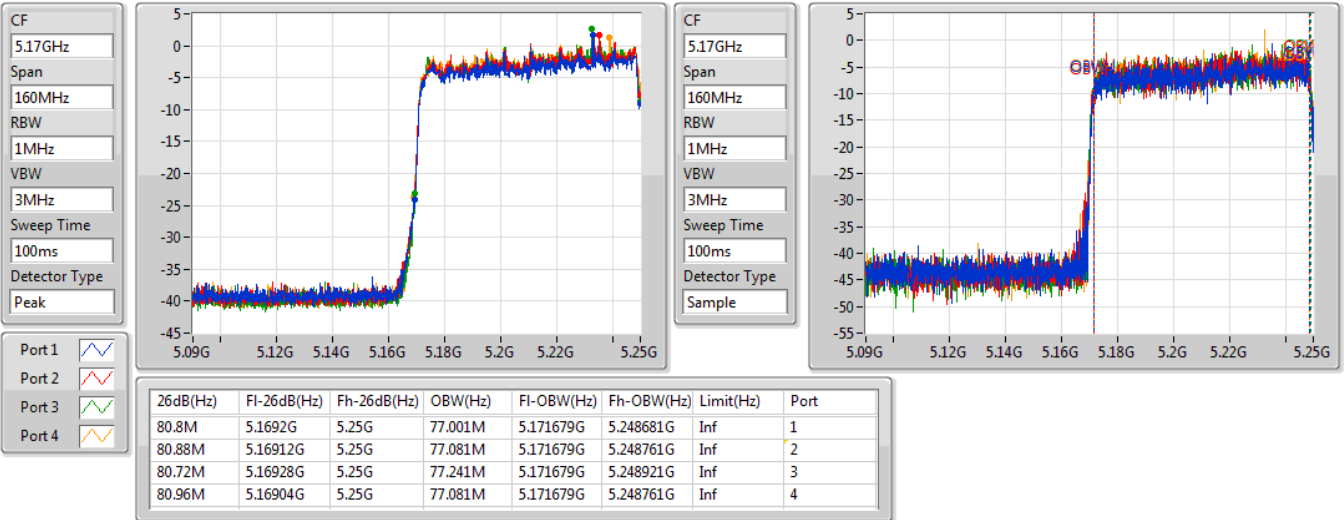 CF
5.17GHz
Span
160MHz
RBW
1MHz
VBW
3MHz
Sweep Time
100ms
Detector Type
Peak
5
0
-5
-10
-15
-20
-25
-30
-35
-40
-45
5.09G 5.12G 5.14G 5.16G 5.18G 5.2G 5.22G 5.25G
CF
5.17GHz
Span
160MHz
RBW
1MHz
VBW
3MHz
Sweep Time
100ms
Detector Type
Sample
5
0
-5
-10
-15
-20
-25
-30
-35
-40
-45
-50
-55
OBW
OBW
5.09G 5.12G 5.14G 5.16G 5.18G 5.2G 5.22G 5.25G
Port 1
Port 2
Port 3
Port 4
26dB(Hz) Fl-26dB(Hz) Fh-26dB(Hz) OBW(Hz) Fl-OBW(Hz) Fh-OBW(Hz) Limit(Hz) Port
80.8M 5.1692G 5.25G 77.001M 5.171679G 5.248681G Inf 1
80.88M 5.16912G 5.25G 77.081M 5.171679G 5.248761G Inf 2
80.72M 5.16928G 5.25G 77.241M 5.171679G 5.248921G Inf 3
80.96M 5.16904G 5.25G 77.081M 5.171679G 5.248761G Inf 4